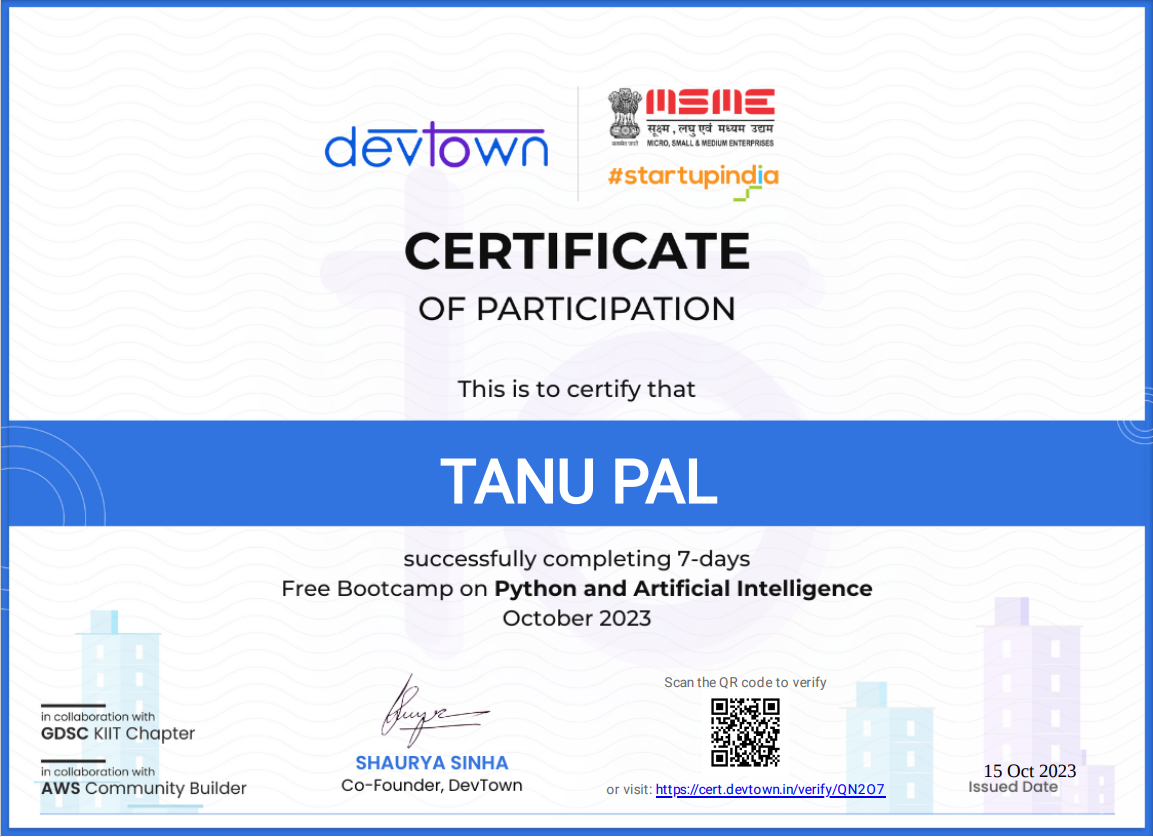 devtown
MSME
सूक्ष्म, लघु एवं मध्यम उद्यम
MICRO, SMALL & MEDIUM ENTERPRISES
#startupindia
CERTIFICATE
OF PARTICIPATION
This is to certify that
TANU PAL
successfully completing 7-days
Free Bootcamp on Python and Artificial Intelligence
October 2023
in collaboration with
GDSC KIIT Chapter
in collaboration with
AWS Community Builder
SHAURYA SINHA
Co-Founder, DevTown
Scan the QR code to verify
or visit: https://cert.devtown.in/verify/QN2O7
15 Oct 2023
Issued Date